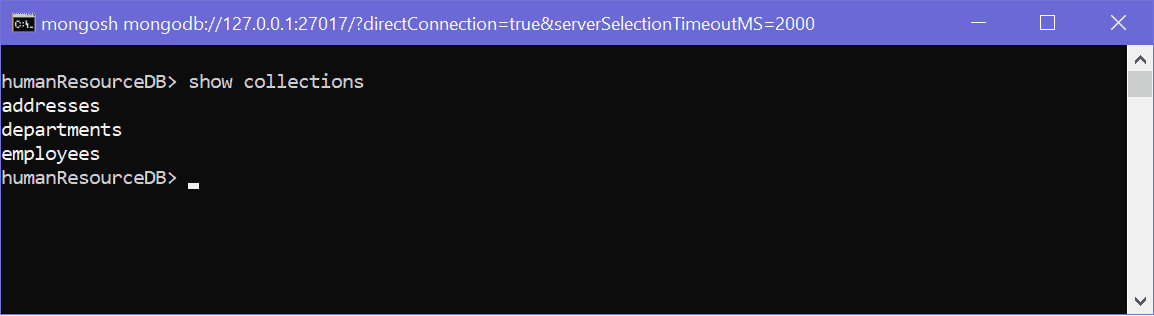 mongosh mongodb://127.0.0.1:27017/?directConnection=true&serverSelectionTimeoutMS=2000
humanResourceDB> show collections
addresses
departments
employees
humanResourceDB>